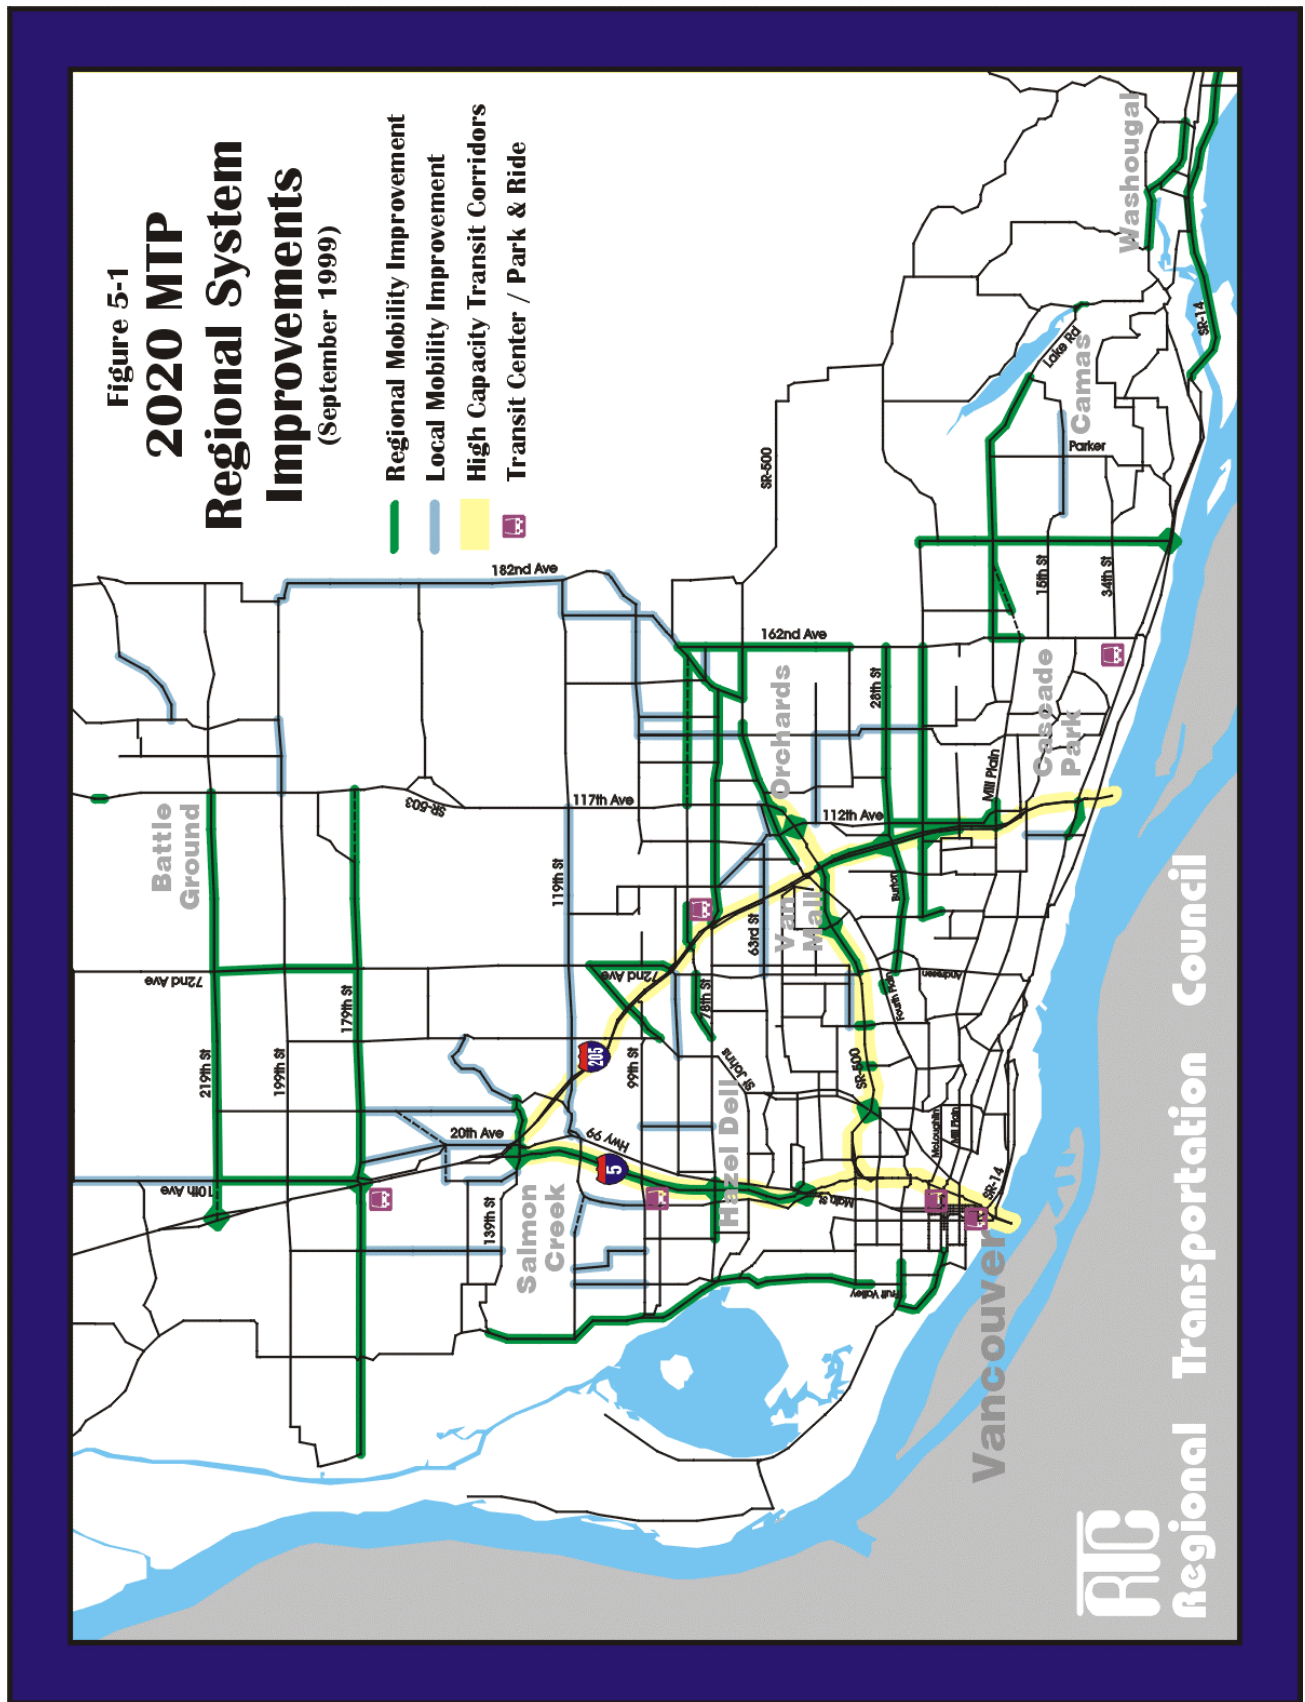 Figure 5-1
2020 MTP
Regional System
Improvements
(September 1999)
Regional Mobility Improvement
Local Mobility Improvement
High Capacity Transit Corridors
Transit Center / Park & Ride
Battle
Ground
Salmon
Creek
Hazel Dell
Vancouver
Van
Mall
Orchards
Cascade
Park
Camas
Washougal
182nd Ave
162nd Ave
117th Ave
112th Ave
SR-503
SR-500
SR-500
72nd Ave
72nd Ave
219th St
199th St
179th St
139th St
119th St
99th St
78th St
63rd St
28th St
15th St
34th St
20th Ave
10th Ave
Hwy 99
St Johns
Main St
Fruit Valley
Fourth Plain
Andresen
Burton
Mill Plain
Mill Plain
McLoughlin
SR-14
SR-14
Parker
Lake Rd
205
5
RTC
Regional Transportation Council